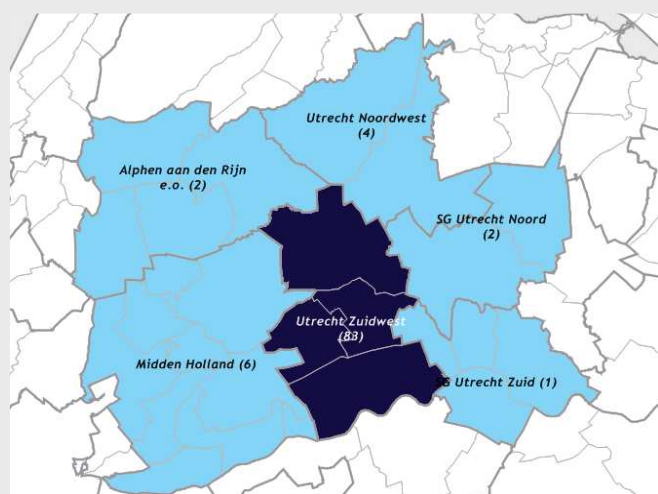 Utrecht Noordwest
(4)
Alphen aan den Rijn
e.o. (2)
SG Utrecht Noord
(2)
Utrecht Zuidwest
(83)
Midden Holland (6)
SG Utrecht Zuid (1)